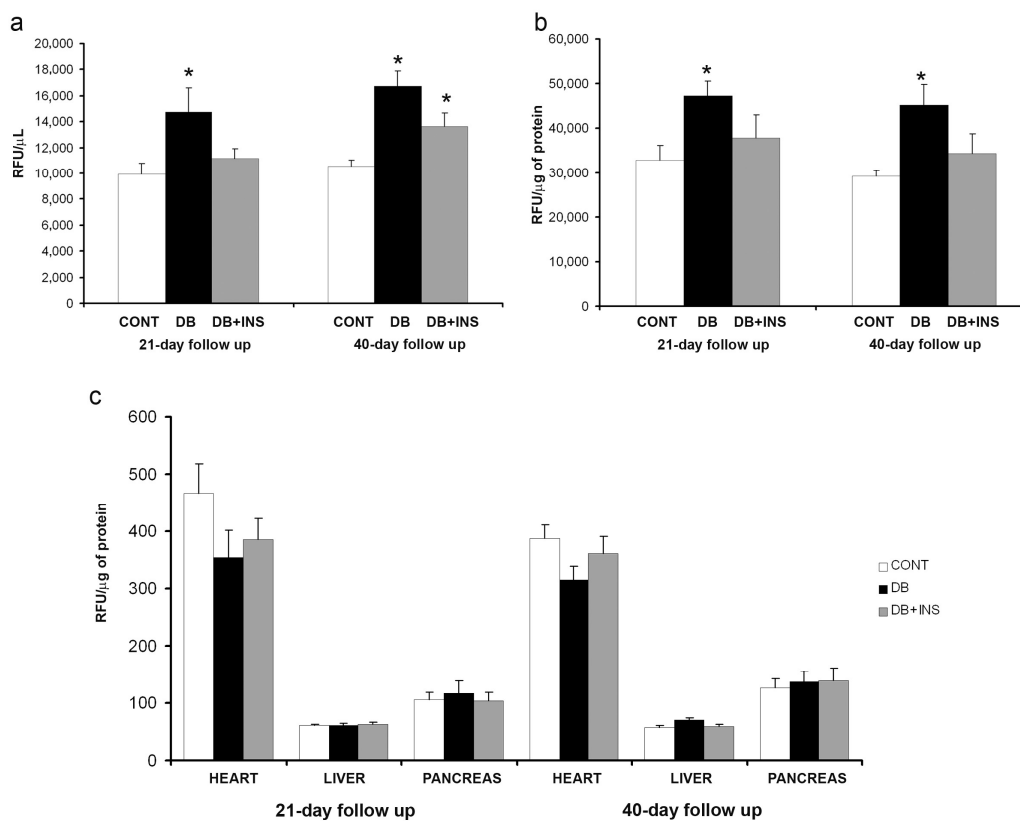 a
20,000
18,000
16,000
14,000
12,000
10,000
8,000
6,000
4,000
2,000
0
RFU/μL
*
*
*
CONT DB DB+INS CONT DB DB+INS
21-day follow up 40-day follow up
b
60,000
50,000
40,000
30,000
20,000
10,000
0
RFU/μg of protein
*
*
CONT DB DB+INS CONT DB DB+INS
21-day follow up 40-day follow up
c
600
500
400
300
200
100
0
RFU/μg of protein
HEART LIVER PANCREAS HEART LIVER PANCREAS
21-day follow up 40-day follow up
CONT
DB
DB+INS